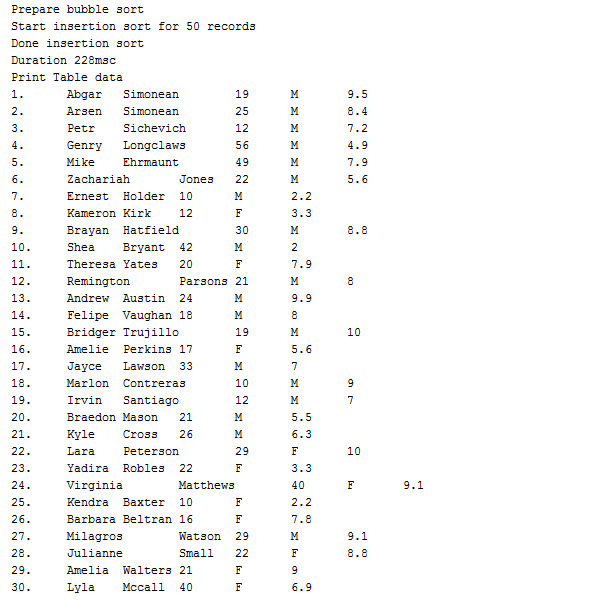 Prepare bubble sort
Start insertion sort for 50 records
Done insertion sort
Duration 228msc
Print Table data
1. Abgar Simonean 19 M 9.5
2. Arsen Simonean 25 M 8.4
3. Petr Sichevich 12 M 7.2
4. Genry Longclaws 56 M 4.9
5. Mike Ehrmaunt 49 M 7.9
6. Zachariah Jones 22 M 5.6
7. Ernest Holder 10 M 2.2
8. Kameron Kirk 12 F 3.3
9. Brayan Hatfield 30 M 8.8
10. Shea Bryant 42 M 2
11. Theresa Yates 20 F 7.9
12. Remington Parsons 21 M 8
13. Andrew Austin 24 M 9.9
14. Felipe Vaughan 18 M 8
15. Bridger Trujillo 19 M 10
16. Amelie Perkins 17 F 5.6
17. Jayce Lawson 33 M 7
18. Marlon Contreras 10 M 9
19. Irvin Santiago 12 M 7
20. Braedon Mason 21 M 5.5
21. Kyle Cross 26 M 6.3
22. Lara Peterson 29 F 10
23. Yadira Robles 22 F 3.3
24. Virginia Matthews 40 F 9.1
25. Kendra Baxter 10 F 2.2
26. Barbara Beltran 16 F 7.8
27. Milagros Watson 29 M 9.1
28. Julianne Small 22 F 8.8
29. Amelia Walters 21 F 9
30. Lyla Mccall 40 F 6.9